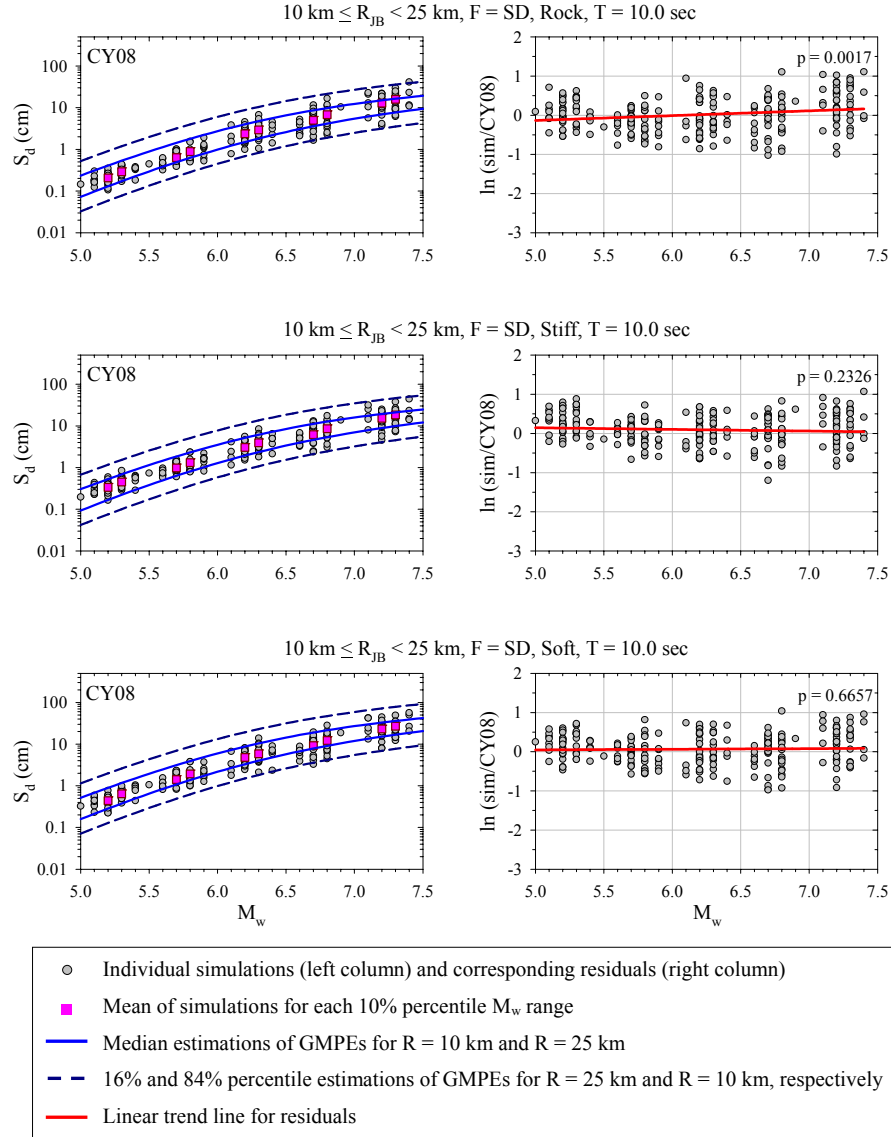 10 km ≤ R_JB < 25 km, F = SD, Rock, T = 10.0 sec
CY08
S_d (cm)
100
10
1
0.1
0.01
5.0 5.5 6.0 6.5 7.0 7.5
p = 0.0017
ln (sim/CY08)
2
1
0
-1
-2
-3
5.0 5.5 6.0 6.5 7.0 7.5
10 km ≤ R_JB < 25 km, F = SD, Stiff, T = 10.0 sec
CY08
S_d (cm)
100
10
1
0.1
0.01
5.0 5.5 6.0 6.5 7.0 7.5
p = 0.2326
ln (sim/CY08)
2
1
0
-1
-2
-3
5.0 5.5 6.0 6.5 7.0 7.5
10 km ≤ R_JB < 25 km, F = SD, Soft, T = 10.0 sec
CY08
S_d (cm)
100
10
1
0.1
0.01
5.0 5.5 6.0 6.5 7.0 7.5
M_w
p = 0.6657
ln (sim/CY08)
2
1
0
-1
-2
-3
5.0 5.5 6.0 6.5 7.0 7.5
M_w
Individual simulations (left column) and corresponding residuals (right column)
Mean of simulations for each 10% percentile M_w range
Median estimations of GMPEs for R = 10 km and R = 25 km
16% and 84% percentile estimations of GMPEs for R = 25 km and R = 10 km, respectively
Linear trend line for residuals